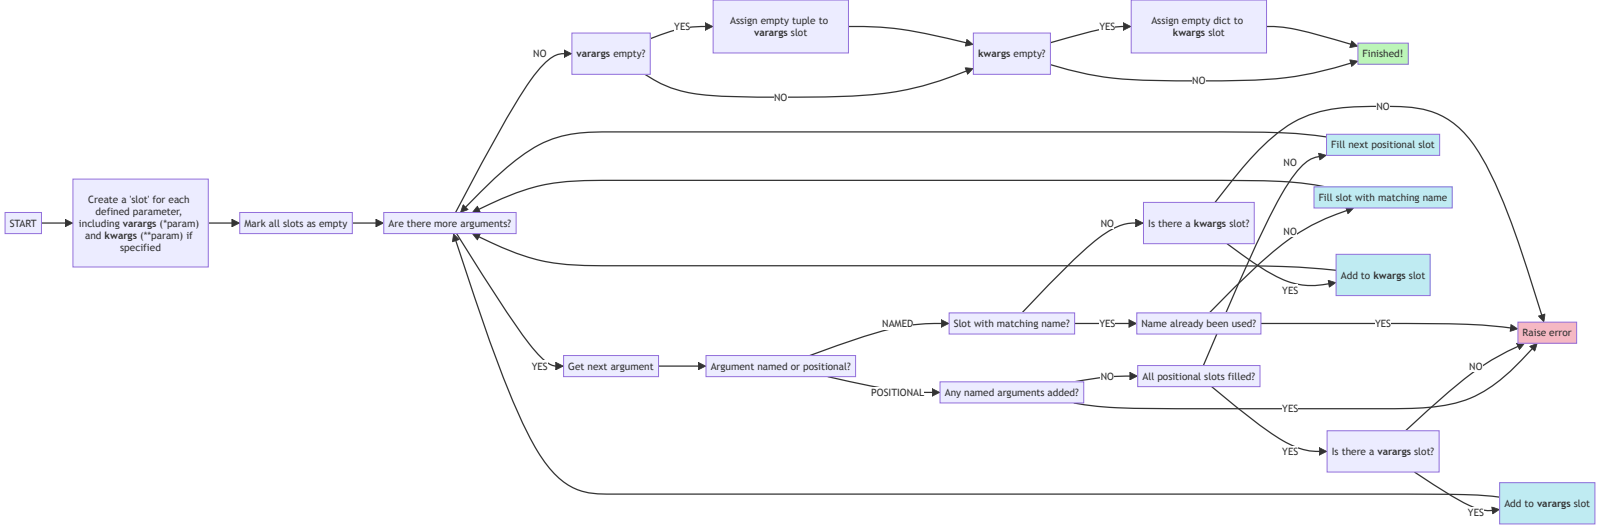 START
Create a 'slot' for each
defined parameter,
including varargs (*param)
and kwargs (**param) if
specified
Mark all slots as empty
Are there more arguments?
NO
varargs empty?
YES
Assign empty tuple to
varargs slot
NO
kwargs empty?
YES
Assign empty dict to
kwargs slot
NO
Finished!
YES
Get next argument
Argument named or positional?
NAMED
Slot with matching name?
NO
Is there a kwargs slot?
NO
YES
Add to kwargs slot
YES
Name already been used?
NO
Fill slot with matching name
YES
Raise error
POSITIONAL
Any named arguments added?
NO
All positional slots filled?
NO
Fill next positional slot
YES
YES
Is there a varargs slot?
NO
YES
Add to varargs slot